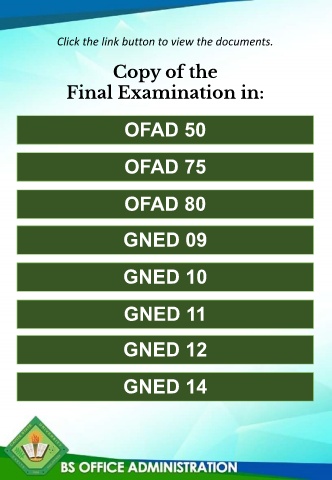 Click the link button to view the documents.
Copy of the
Final Examination in:
OFAD 50
OFAD 75
OFAD 80
GNED 09
GNED 10
GNED 11
GNED 12
GNED 14
BS OFFICE ADMINISTRATION